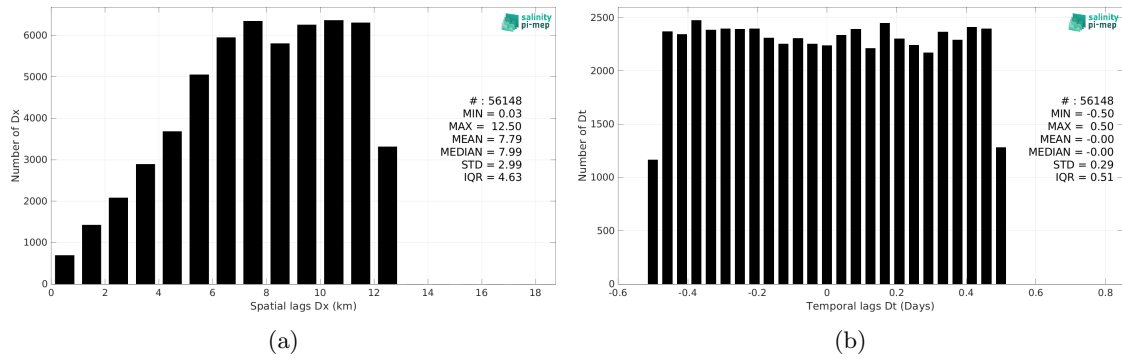 salinity
pi-mep
6000
5000
4000
3000
2000
1000
0
Number of Dx
# : 56148
MIN = 0.03
MAX = 12.50
MEAN = 7.79
MEDIAN = 7.99
STD = 2.99
IQR = 4.63
0 2 4 6 8 10 12 14 16 18
Spatial lags Dx (km)
(a)
salinity
pi-mep
2500
2000
1500
1000
500
0
Number of Dt
# : 56148
MIN = -0.50
MAX = 0.50
MEAN = -0.00
MEDIAN = -0.00
STD = 0.29
IQR = 0.51
-0.6 -0.4 -0.2 0 0.2 0.4 0.6 0.8
Temporal lags Dt (Days)
(b)